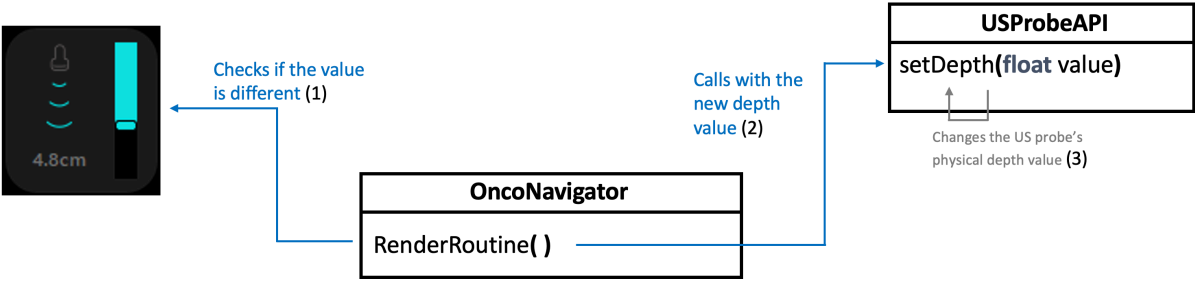 4.8cm
Checks if the value
is different (1)
OncoNavigator
RenderRoutine( )
Calls with the
new depth
value (2)
USProbeAPI
setDepth(float value)
Changes the US probe's
physical depth value (3)